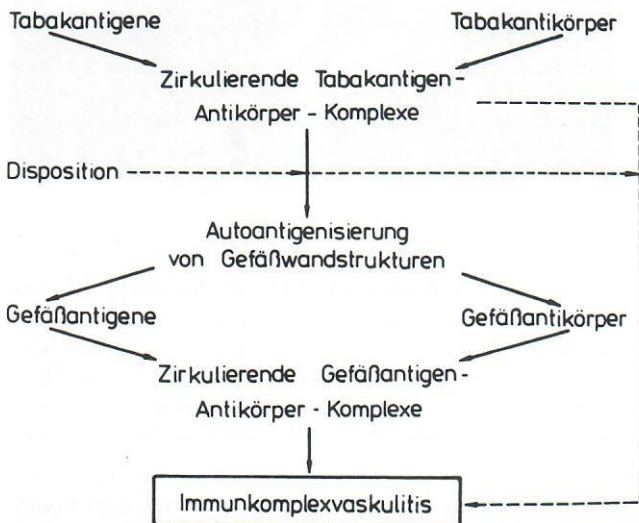 Tabakantigene
Tabakantikörper
Zirkulierende Tabakantigen-
Antikörper - Komplexe
Disposition
Autoantigenisierung
von Gefäßwandstrukturen
Gefäßantigene
Gefäßantikörper
Zirkulierende Gefäßantigen-
Antikörper - Komplexe
Immunkomplexvaskulitis